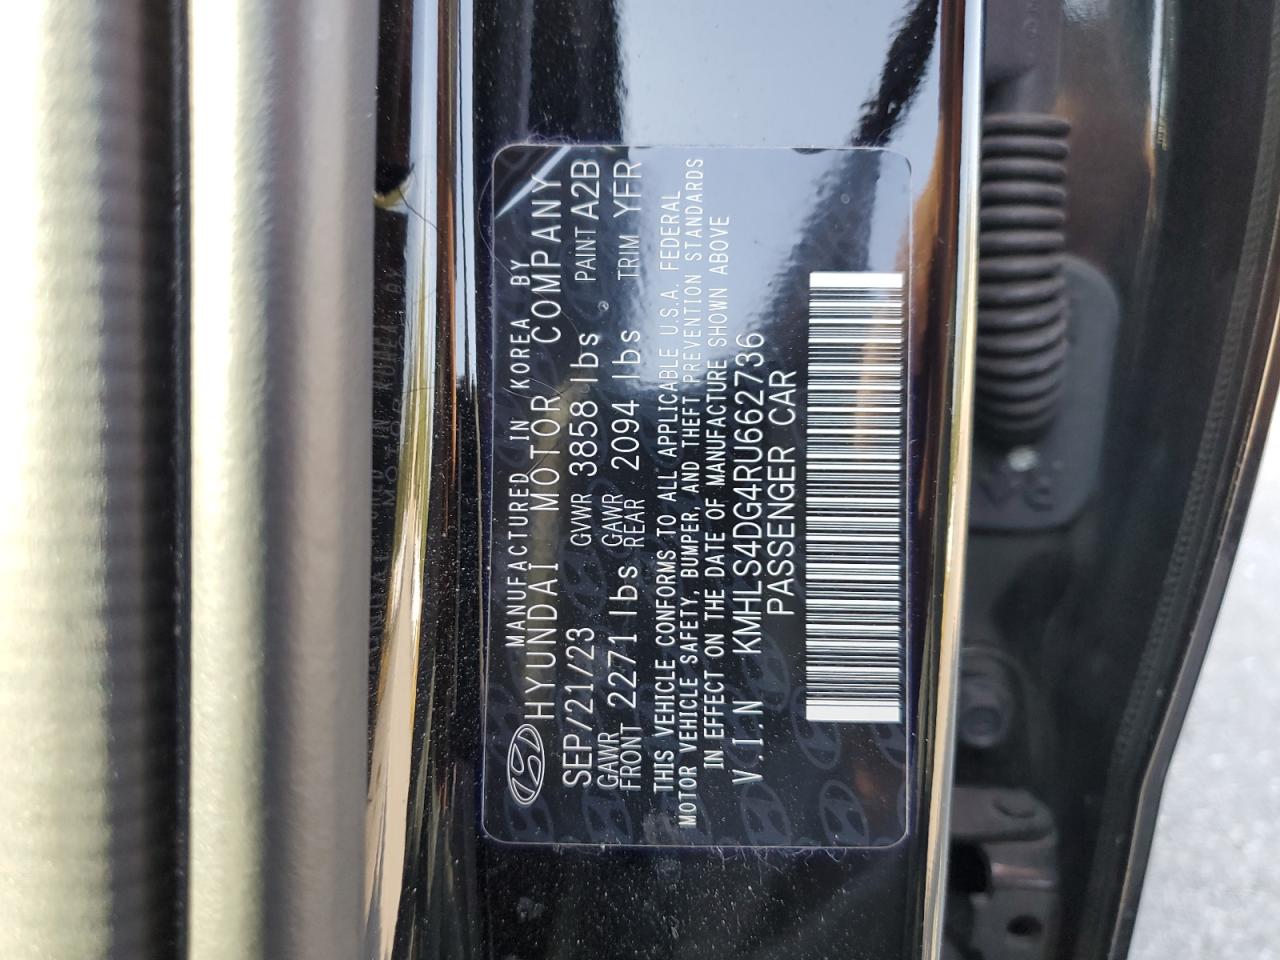 MANUFACTURED IN KOREA BY
HYUNDAI MOTOR COMPANY
SEP/21/23 GVWR 3858 lbs PAINT A2B
GAWR FRONT 2271 lbs GAWR REAR 2094 lbs TRIM YFR
THIS VEHICLE CONFORMS TO ALL APPLICABLE U.S.A. FEDERAL
MOTOR VEHICLE SAFETY, BUMPER, AND THEFT PREVENTION STANDARDS
IN EFFECT ON THE DATE OF MANUFACTURE SHOWN ABOVE
V.I.N KMHLS4DG4RU662736
PASSENGER CAR